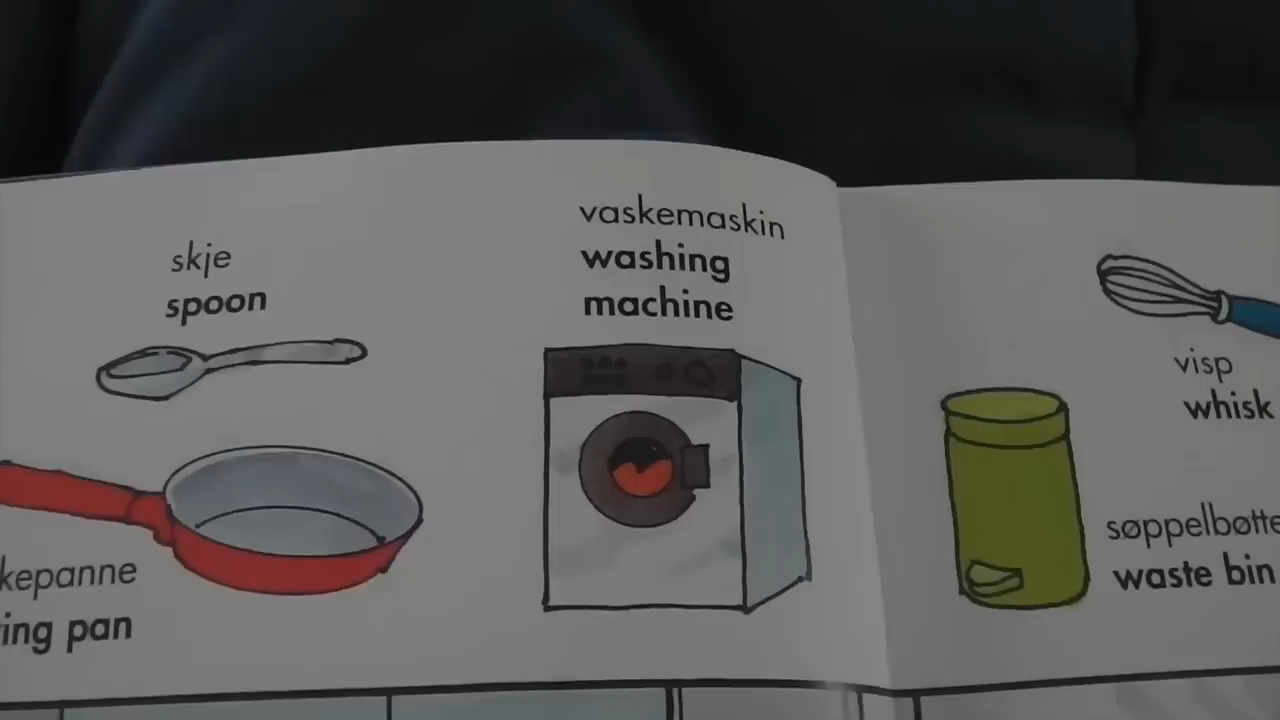 skje
spoon
vaskemaskin
washing
machine
visp
whisk
kepanne
ing pan
søppelbøtte
waste bin